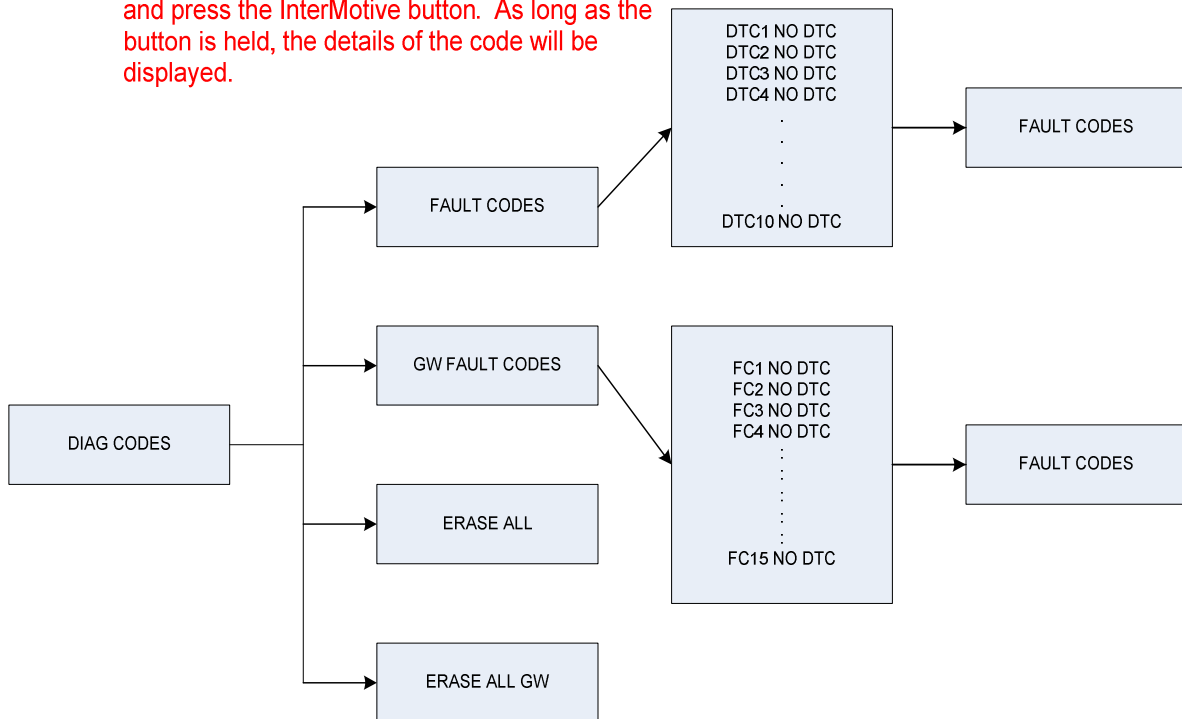 and press the InterMotive button. As long as the
button is held, the details of the code will be
displayed.
DTC1 NO DTC
DTC2 NO DTC
DTC3 NO DTC
DTC4 NO DTC
.
.
.
.
.
DTC10 NO DTC
FAULT CODES
FAULT CODES
GW FAULT CODES
FC1 NO DTC
FC2 NO DTC
FC3 NO DTC
FC4 NO DTC
.
.
.
.
.
.
.
.
.
FC15 NO DTC
DIAG CODES
FAULT CODES
ERASE ALL
ERASE ALL GW